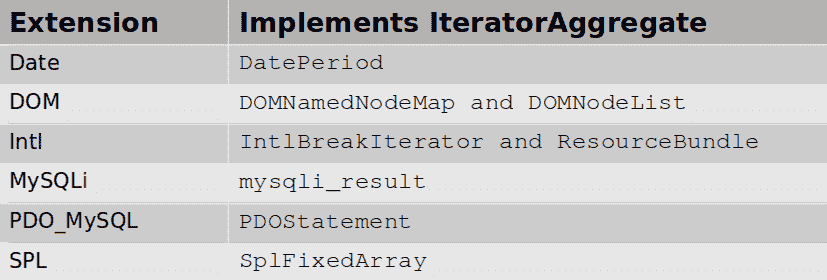 Extension Implements IteratorAggregate
Date DatePeriod
DOM DOMNamedNodeMap and DOMNodeList
Intl IntlBreakIterator and ResourceBundle
MySQLi mysqli_result
PDO_MySQL PDOStatement
SPL SplFixedArray